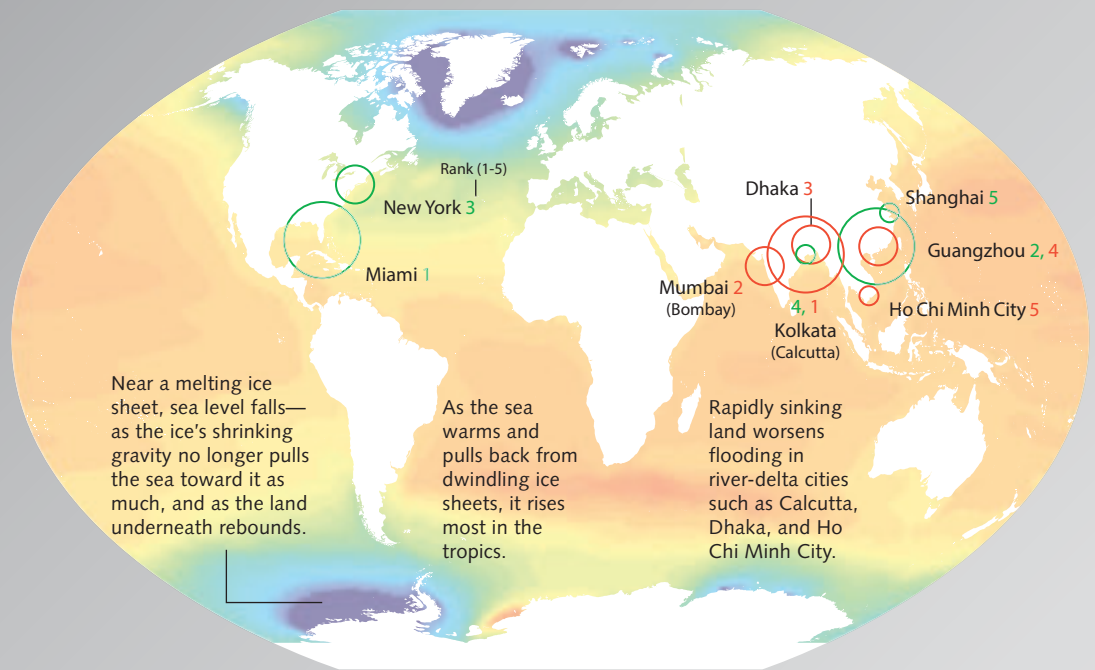 Rank (1-5)
New York 3
Miami 1
Dhaka 3
Shanghai 5
Guangzhou 2, 4
Mumbai 2
(Bombay)
Ho Chi Minh City 5
4, 1
Kolkata
(Calcutta)
Near a melting ice
sheet, sea level falls—
as the ice's shrinking
gravity no longer pulls
the sea toward it as
much, and as the land
underneath rebounds.
As the sea
warms and
pulls back from
dwindling ice
sheets, it rises
most in the
tropics.
Rapidly sinking
land worsens
flooding in
river-delta cities
such as Calcutta,
Dhaka, and Ho
Chi Minh City.